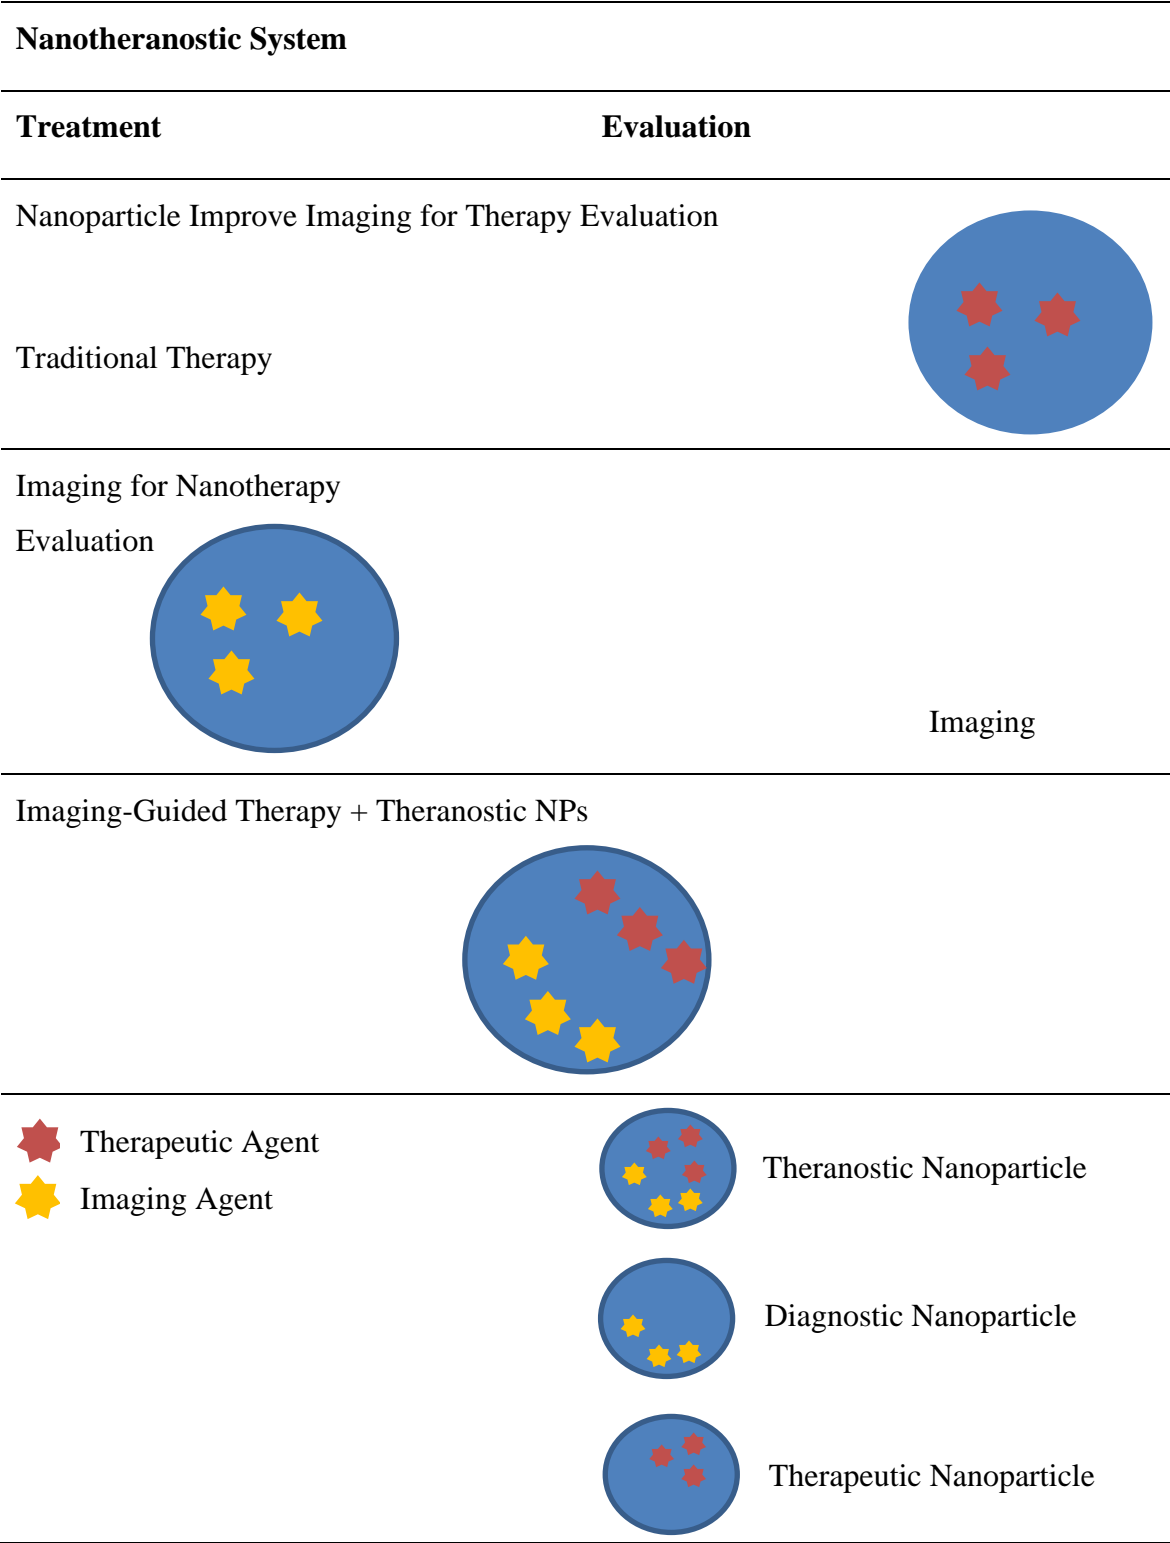 Nanotheranostic System
Treatment Evaluation
Nanoparticle Improve Imaging for Therapy Evaluation
Traditional Therapy
Imaging for Nanotherapy
Evaluation
Imaging
Imaging-Guided Therapy + Theranostic NPs
Therapeutic Agent
Imaging Agent
Theranostic Nanoparticle
Diagnostic Nanoparticle
Therapeutic Nanoparticle